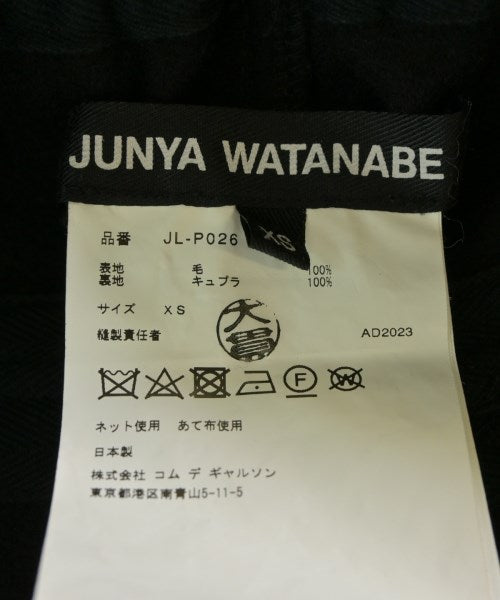 JUNYA WATANABE
XS
品番 JL-P026
表地 毛 100%
裏地 キュプラ 100%
サイズ XS
大貫
縫製責任者 AD2023
F
W
ネット使用 あて布使用
日本製
株式会社 コム デ ギャルソン
東京都港区南青山5-11-5